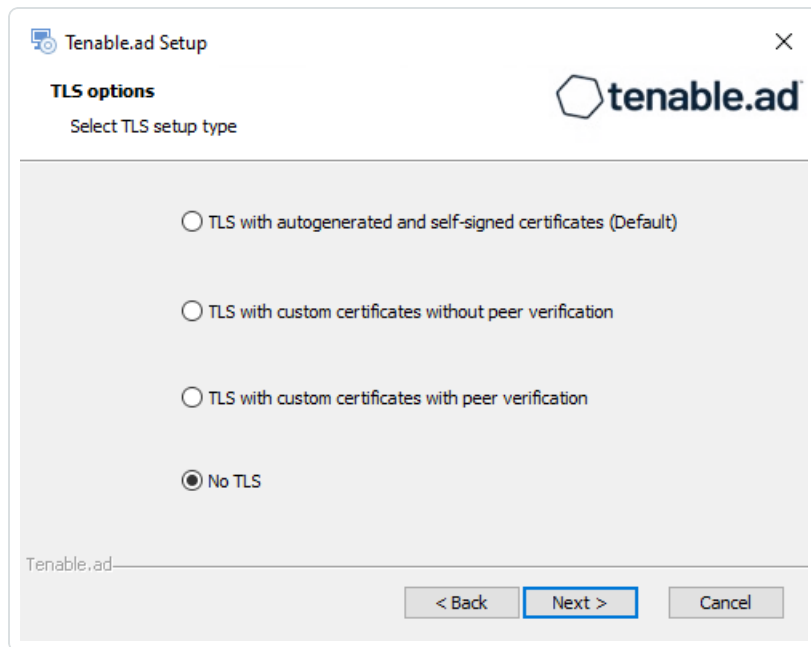 Tenable.ad Setup
TLS options
Select TLS setup type
tenable.ad
TLS with autogenerated and self-signed certificates (Default)
TLS with custom certificates without peer verification
TLS with custom certificates with peer verification
No TLS
Tenable.ad
< Back
Next >
Cancel